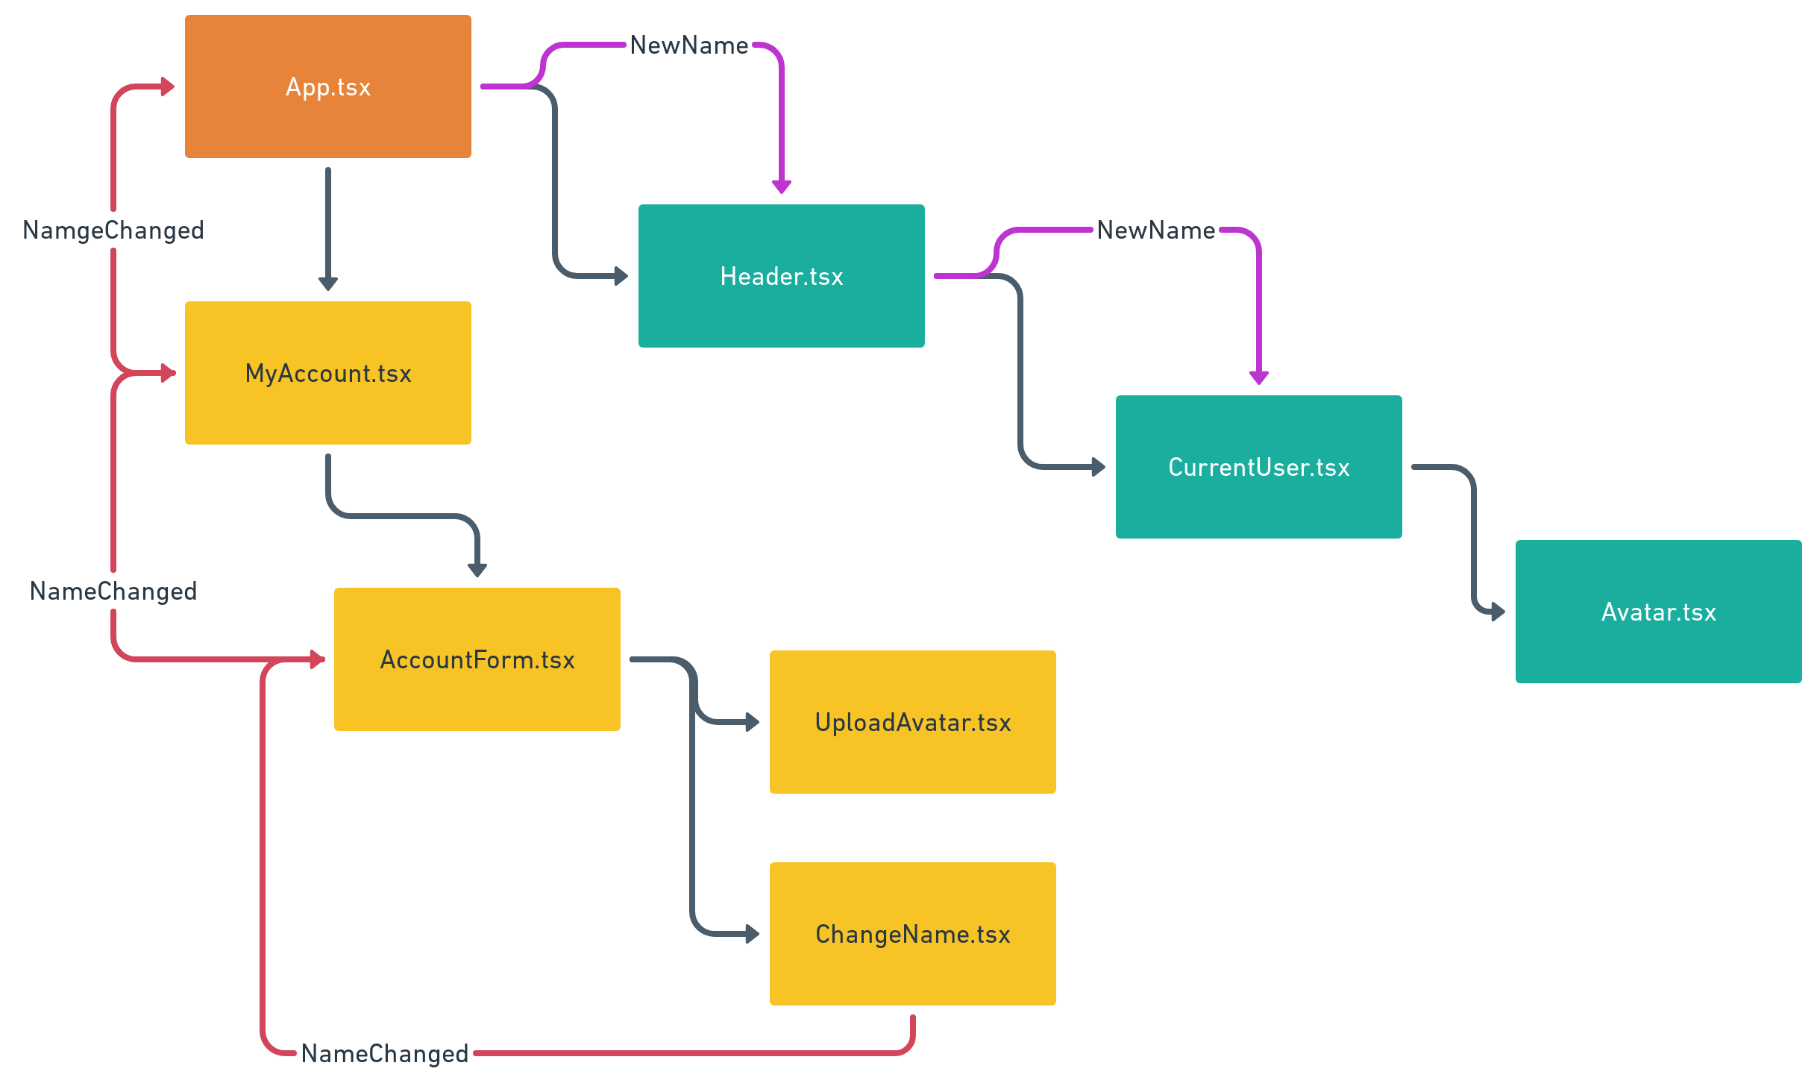 NewName
App.tsx
NamgeChanged
NewName
Header.tsx
MyAccount.tsx
CurrentUser.tsx
NameChanged
Avatar.tsx
AccountForm.tsx
UploadAvatar.tsx
ChangeName.tsx
NameChanged